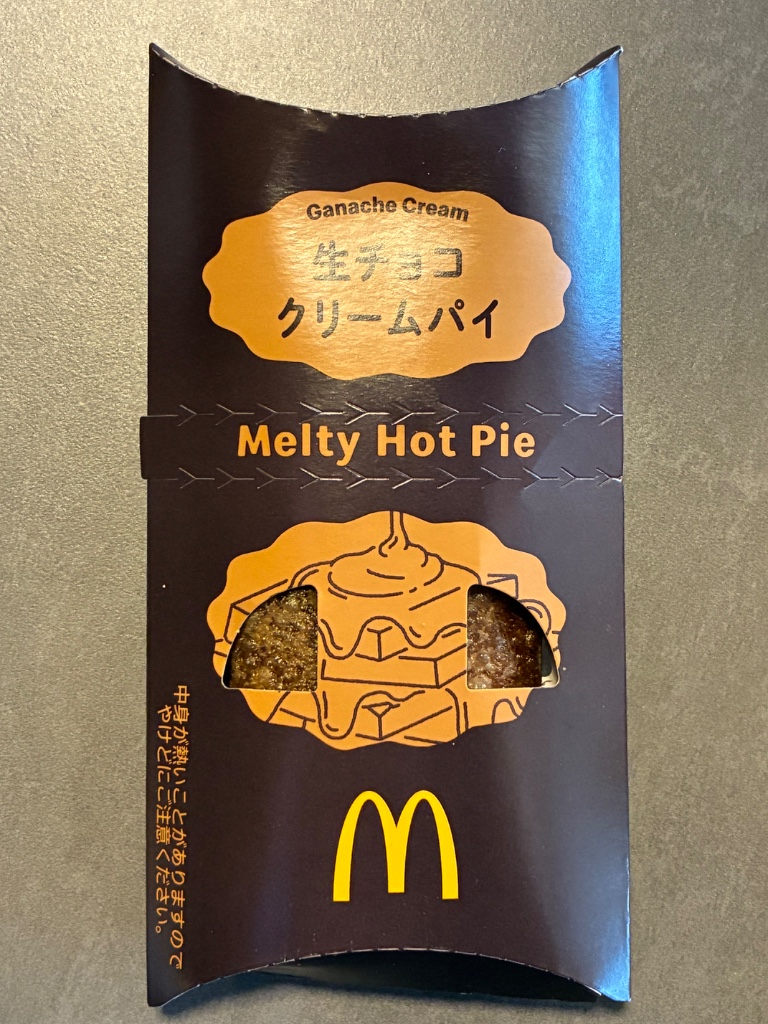 Ganache Cream
生チョコ
クリームパイ
Melty Hot Pie
中身が熱いことがありますので
やけどにご注意ください。